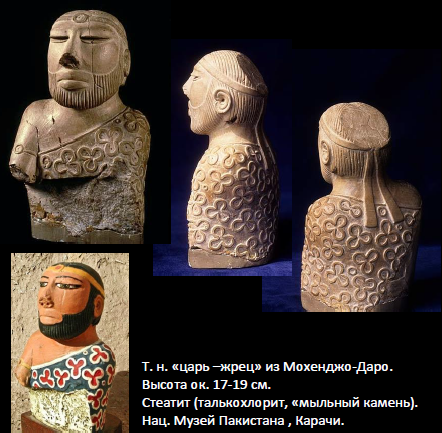 Т. н. «царь –жрец» из Мохенджо-Даро.
Высота ок. 17-19 см.
Стеатит (талькохлорит, «мыльный камень).
Нац. Музей Пакистана , Карачи.